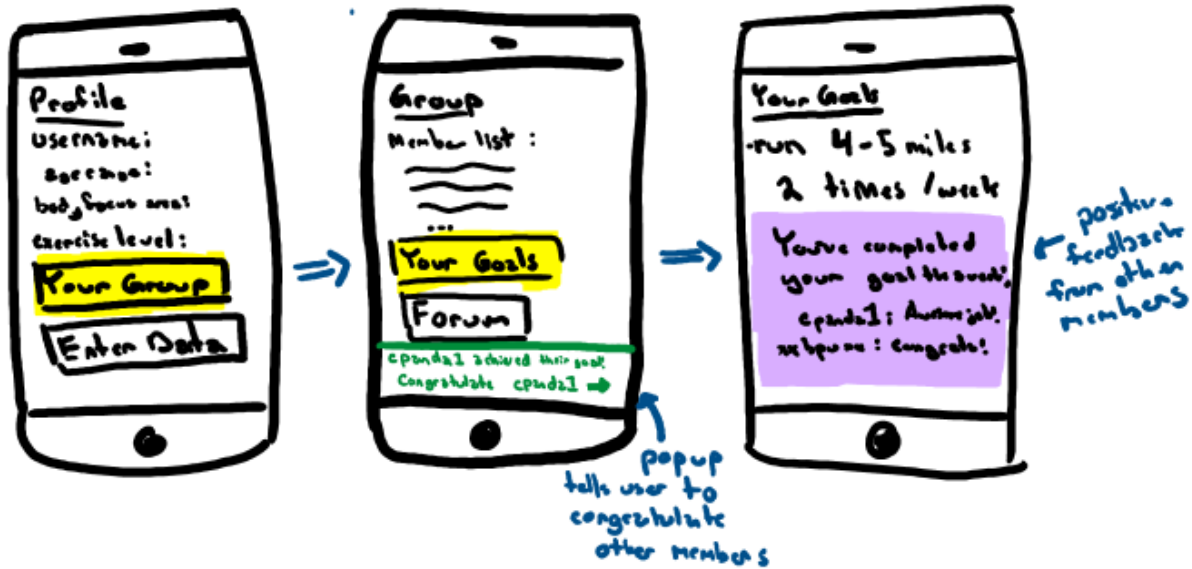 Profile
username:
age range:
body focus area:
exercise level:
Your Group
Enter Data
Group
Member list :
...
Your Goals
Forum
cpanda1 achived their goal!
Congratulate cpanda1
popup
tells user to
congratulate
other members
Your Goals
-run 4-5 miles
2 times /week
You've completed
your goal this week!
cpanda1: Awesome job!
: congrats!
positive
feedback
from other
members